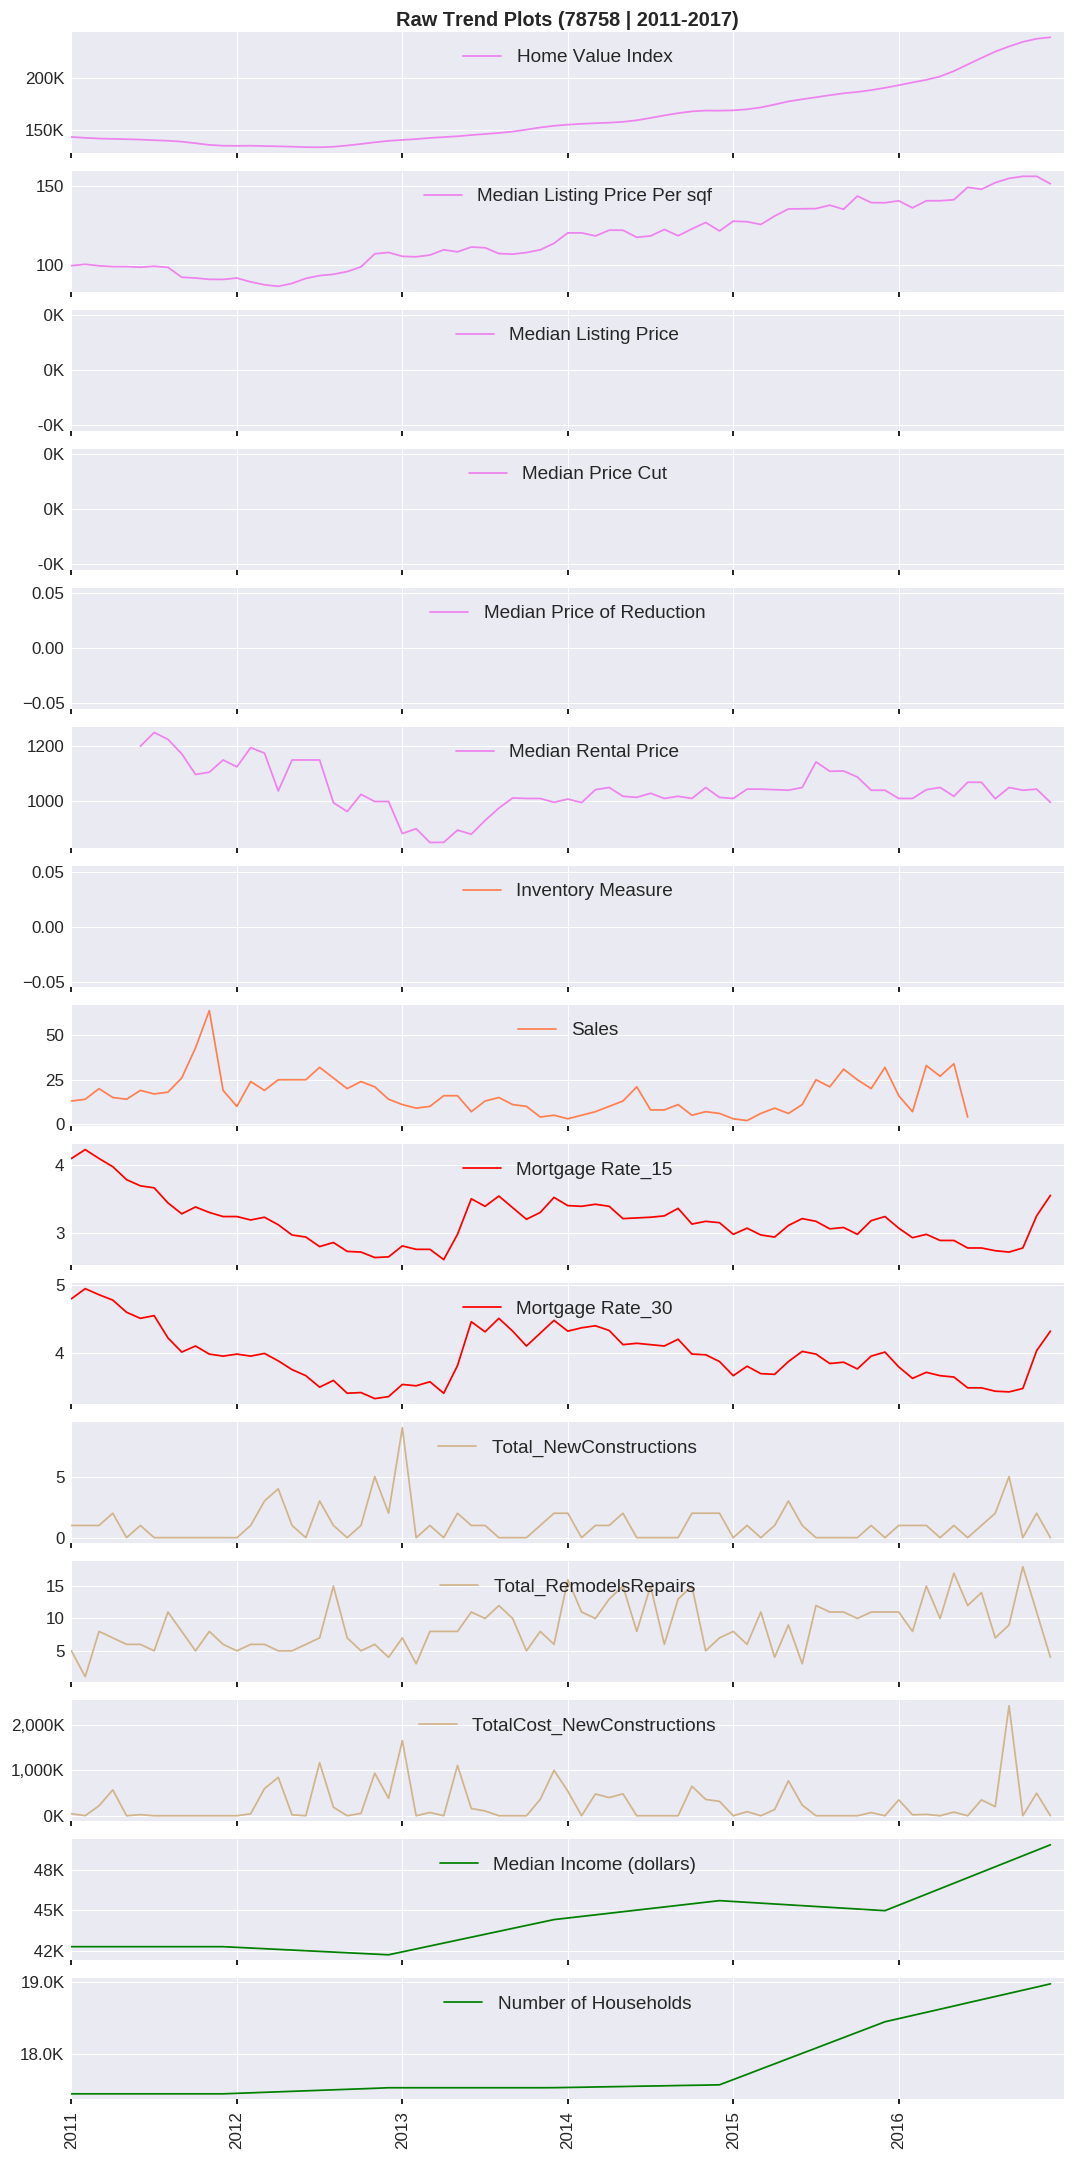 Raw Trend Plots (78758 | 2011-2017)
Home Value Index
200K
150K
Median Listing Price Per sqf
150
100
Median Listing Price
0K
0K
-0K
Median Price Cut
0K
0K
-0K
Median Price of Reduction
0.05
0.00
−0.05
Median Rental Price
1200
1000
Inventory Measure
0.05
0.00
−0.05
Sales
50
25
0
Mortgage Rate_15
4
3
Mortgage Rate_30
5
4
Total_NewConstructions
5
0
Total_RemodelsRepairs
15
10
5
TotalCost_NewConstructions
2,000K
1,000K
0K
Median Income (dollars)
48K
45K
42K
Number of Households
19.0K
18.0K
2011
2012
2013
2014
2015
2016